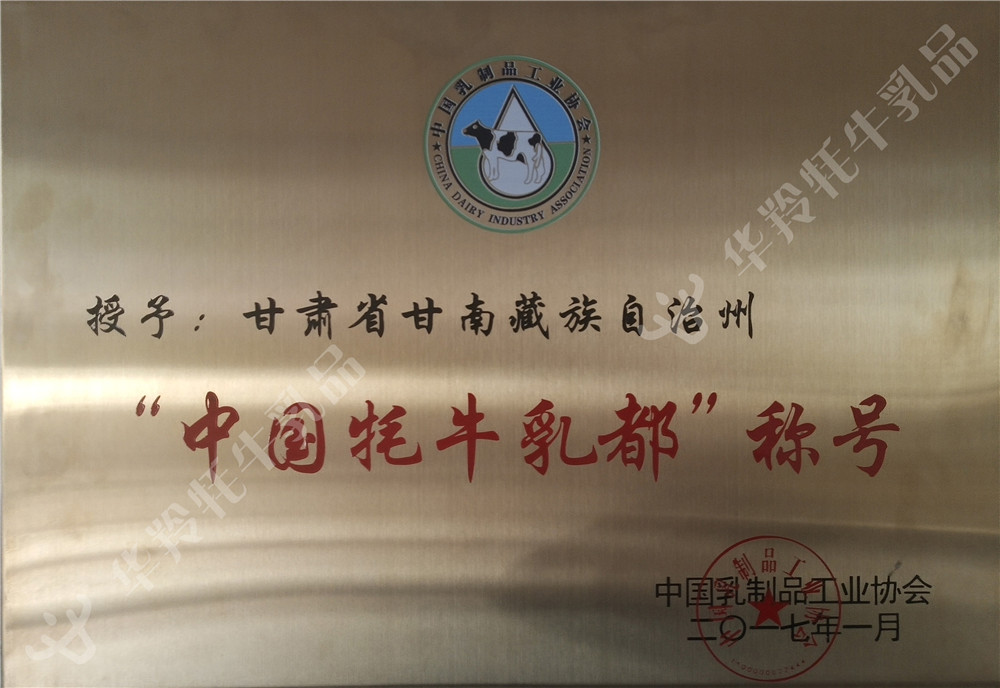 中国乳制品工业协会
★CHINA DAIRY INDUSTRY ASSOCIATION★
授予：甘肃省甘南藏族自治州
“中国牦牛乳都”称号
中国乳制品工业协会
二〇一七年一月
华羚牦牛乳品
华羚牦牛乳品